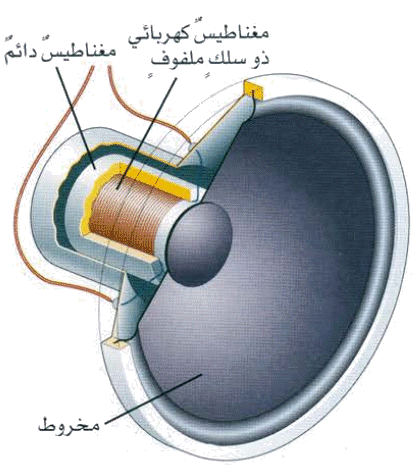 مغناطيسٌ كهربائي
ذو سلكٍ ملفوفٍ
مغناطيسٌ دائمٌ
مخروط